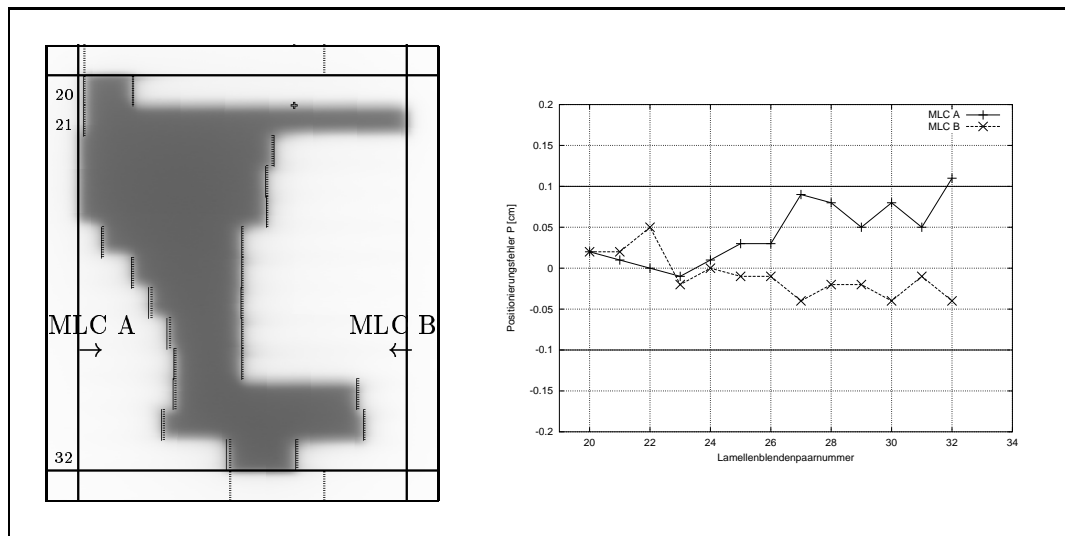 20
21
MLC A
MLC B
32
0.2
0.15
0.1
0.05
0
-0.05
-0.1
-0.15
-0.2
Positionierungsfehler P [cm]
MLC A
MLC B
20 22 24 26 28 30 32 34
Lamellenblendenpaarnummer